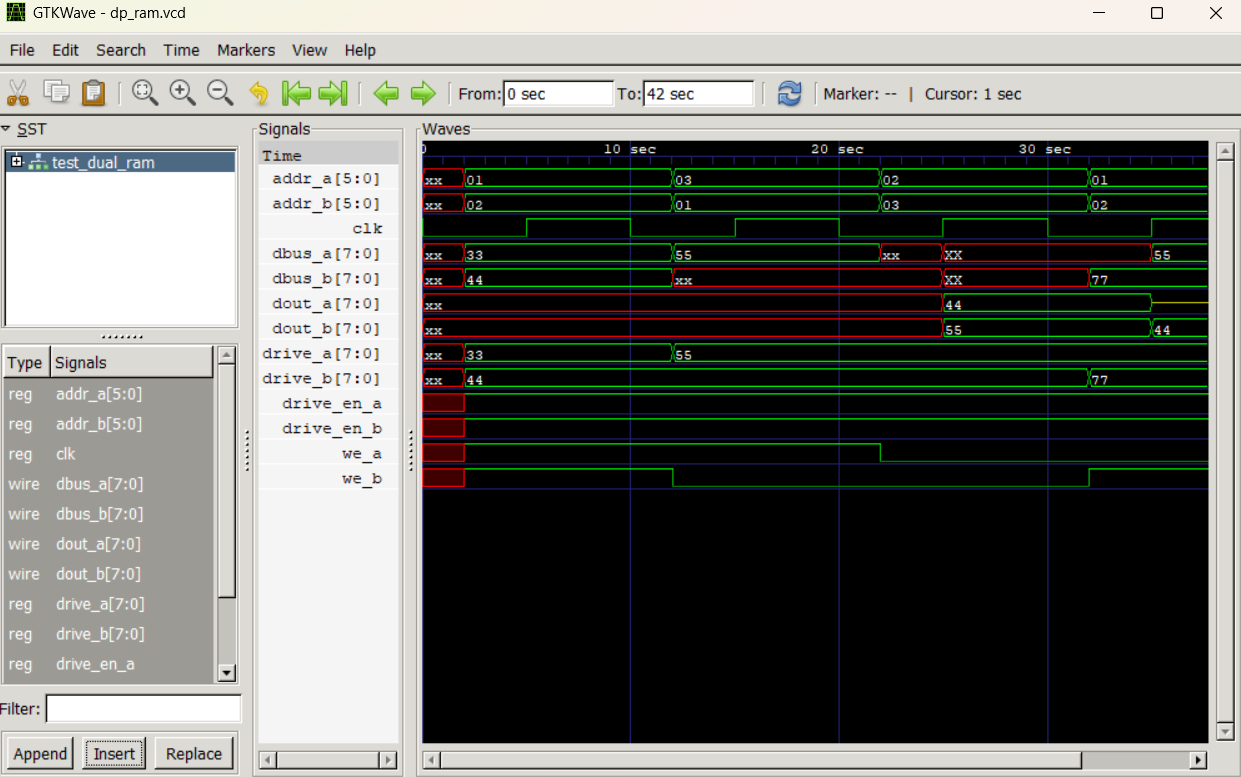 GTKWave - dp_ram.vcd
File Edit Search Time Markers View Help
From: 0 sec To: 42 sec Marker: -- | Cursor: 1 sec
SST
test_dual_ram
Type Signals
reg addr_a[5:0]
reg addr_b[5:0]
reg clk
wire dbus_a[7:0]
wire dbus_b[7:0]
wire dout_a[7:0]
wire dout_b[7:0]
reg drive_a[7:0]
reg drive_b[7:0]
reg drive_en_a
Filter:
Append Insert Replace
Signals
Waves
Time 0 10 sec 20 sec 30 sec
addr_a[5:0] xx 01 03 02 01
addr_b[5:0] xx 02 01 03 02
clk
dbus_a[7:0] xx 33 55 xx XX 55
dbus_b[7:0] xx 44 xx XX 77
dout_a[7:0] xx 44
dout_b[7:0] xx 55 44
drive_a[7:0] xx 33 55
drive_b[7:0] xx 44 77
drive_en_a
drive_en_b
we_a
we_b